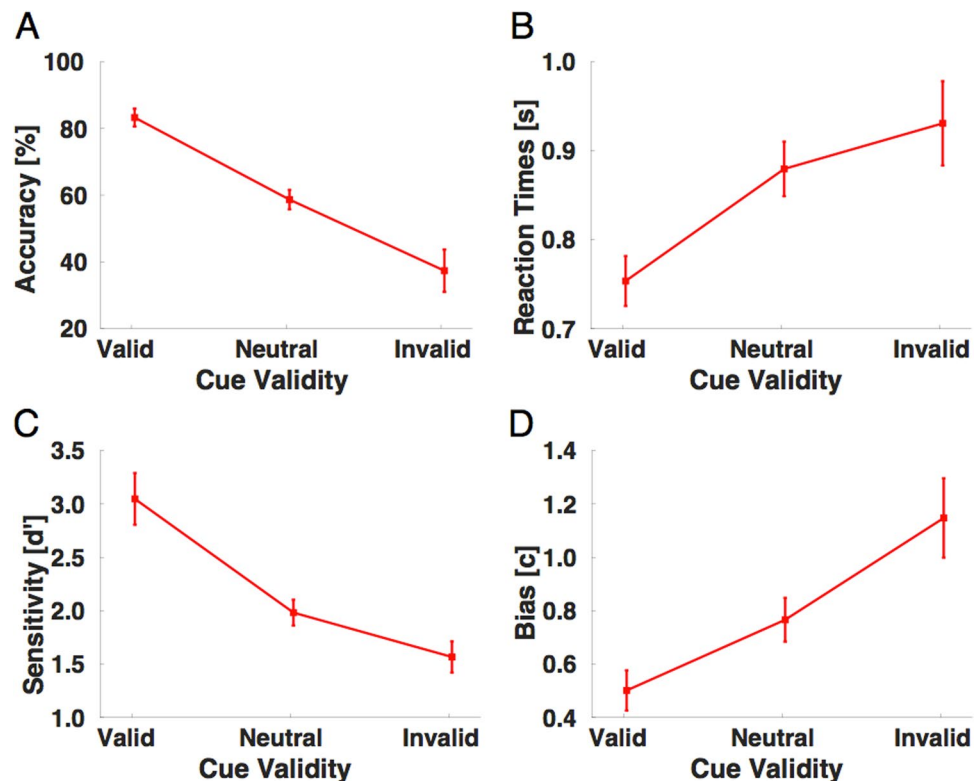 A
Accuracy [%]
100
80
60
40
20
Valid Neutral Invalid
Cue Validity
B
Reaction Times [s]
1.0
0.9
0.8
0.7
Valid Neutral Invalid
Cue Validity
C
Sensitivity [d']
3.5
3.0
2.5
2.0
1.5
1.0
Valid Neutral Invalid
Cue Validity
D
Bias [c]
1.4
1.2
1.0
0.8
0.6
0.4
Valid Neutral Invalid
Cue Validity